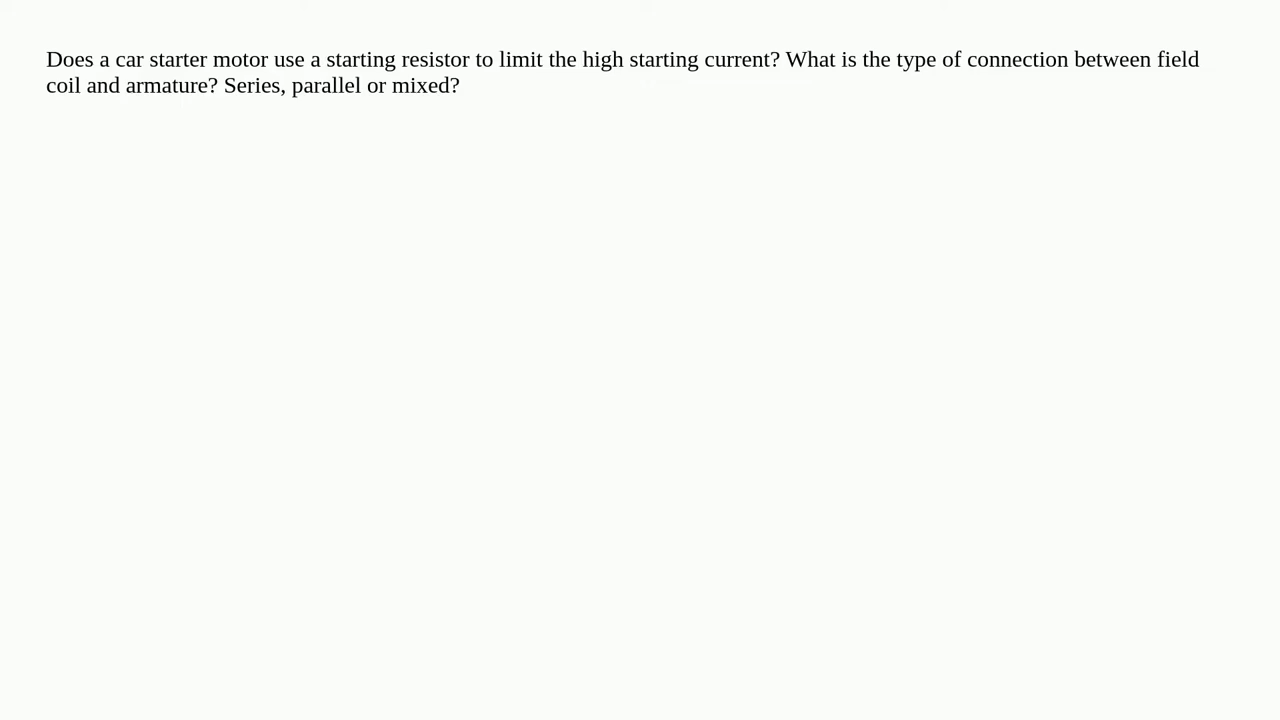 Does a car starter motor use a starting resistor to limit the high starting current? What is the type of connection between field
coil and armature? Series, parallel or mixed?